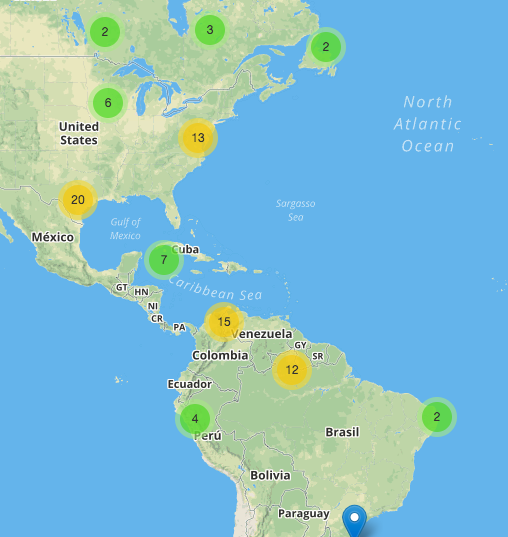 2
3
2
6
United
States
13
North
Atlantic
Ocean
20
Sargasso
Sea
Gulf of
Mexico
México
Cuba
7
GT
HN
Caribbean Sea
NI
CR
PA
15
Venezuela
GY
SR
Colombia
12
Ecuador
4
Perú
2
Brasil
Bolivia
Paraguay